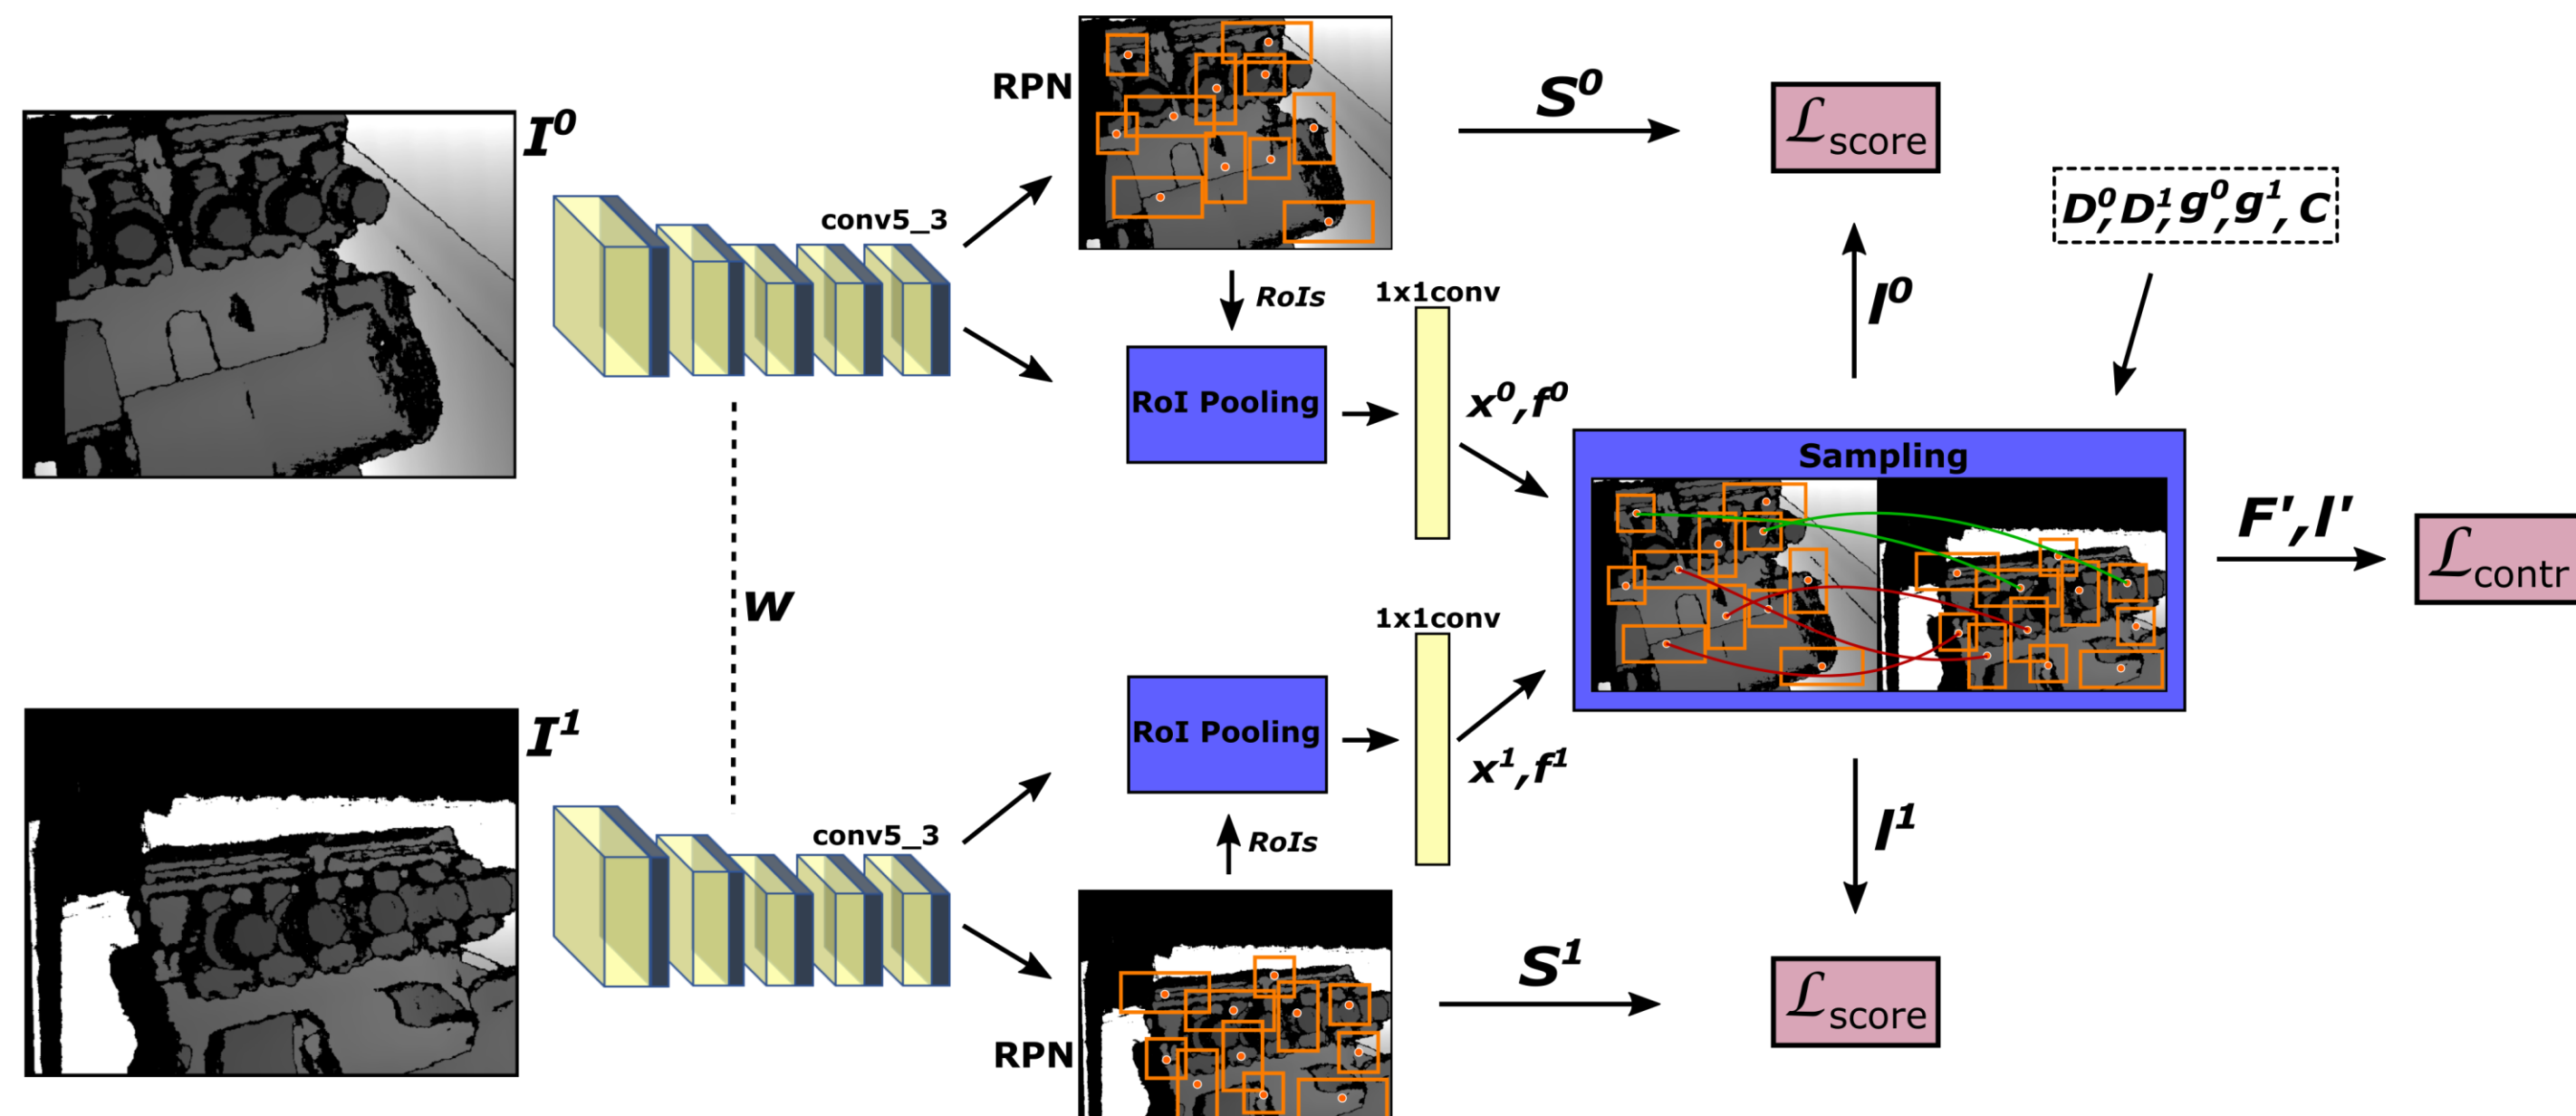 RPN
S⁰
ℒscore
I⁰
conv5_3
D⁰,D¹,g⁰,g¹,C
RoIs
1x1conv
l⁰
RoI Pooling
x⁰,f⁰
Sampling
F',l'
ℒcontr
w
1x1conv
I¹
RoI Pooling
x¹,f¹
conv5_3
RoIs
l¹
S¹
ℒscore
RPN